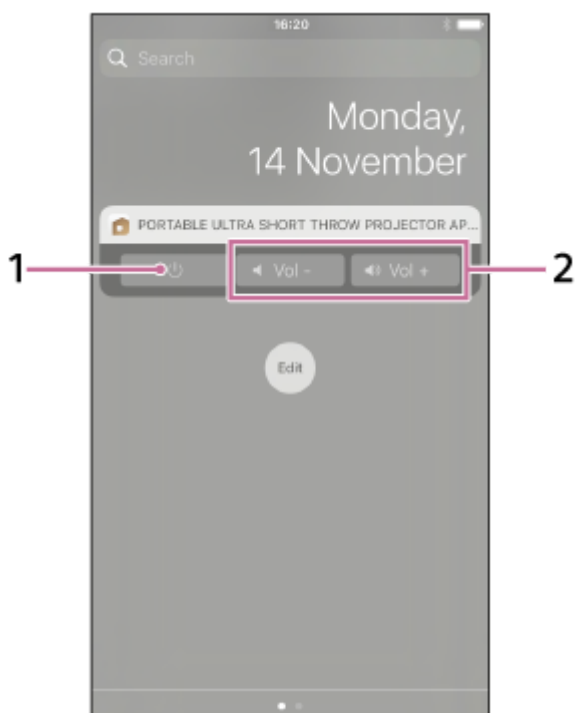 16:20
Search
Monday,
14 November
PORTABLE ULTRA SHORT THROW PROJECTOR AP...
1
Vol -
Vol +
2
Edit